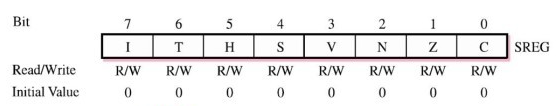 Bit 7 6 5 4 3 2 1 0
I T H S V N Z C SREG
Read/Write R/W R/W R/W R/W R/W R/W R/W R/W
Initial Value 0 0 0 0 0 0 0 0